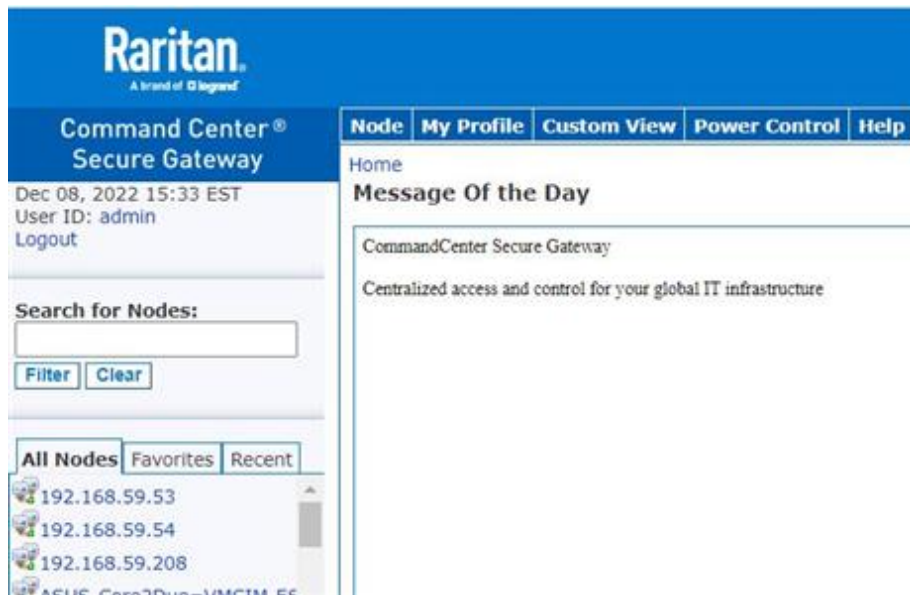 Raritan.
A brand of legrand
Command Center®
Secure Gateway
Dec 08, 2022 15:33 EST
User ID: admin
Logout
Search for Nodes:
Filter Clear
All Nodes Favorites Recent
192.168.59.53
192.168.59.54
192.168.59.208
Node My Profile Custom View Power Control Help
Home
Message Of the Day
CommandCenter Secure Gateway
Centralized access and control for your global IT infrastructure